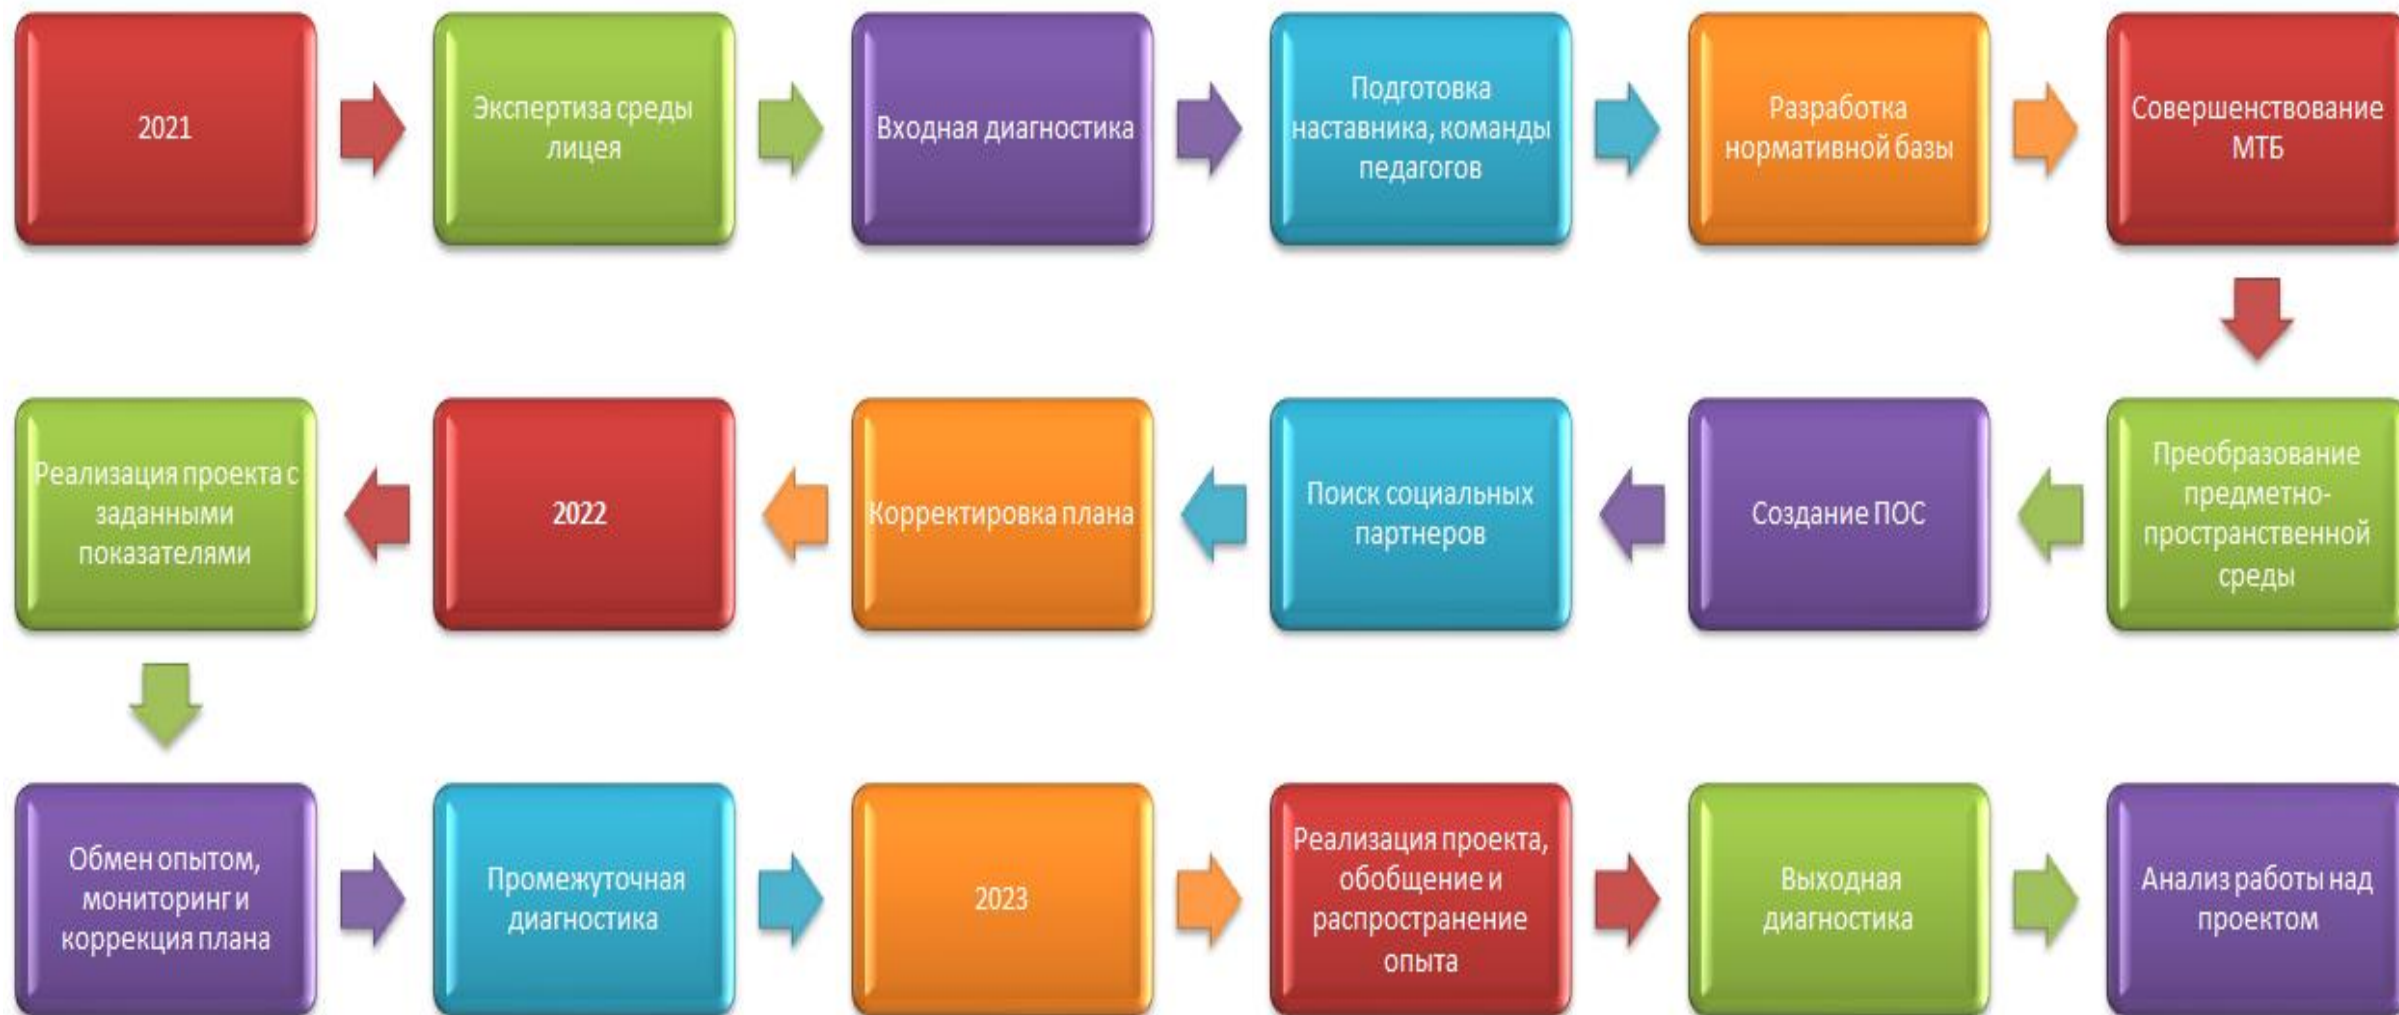 2021
Экспертиза среды
лицея
Входная диагностика
Подготовка
наставника, команды
педагогов
Разработка
нормативной базы
Совершенствование
МТБ
Преобразование
предметно-
пространственной
среды
Создание ПОС
Поиск социальных
партнеров
Корректировка плана
2022
Реализация проекта с
заданными
показателями
Обмен опытом,
мониторинг и
коррекция плана
Промежуточная
диагностика
2023
Реализация проекта,
обобщение и
распространение
опыта
Выходная
диагностика
Анализ работы над
проектом